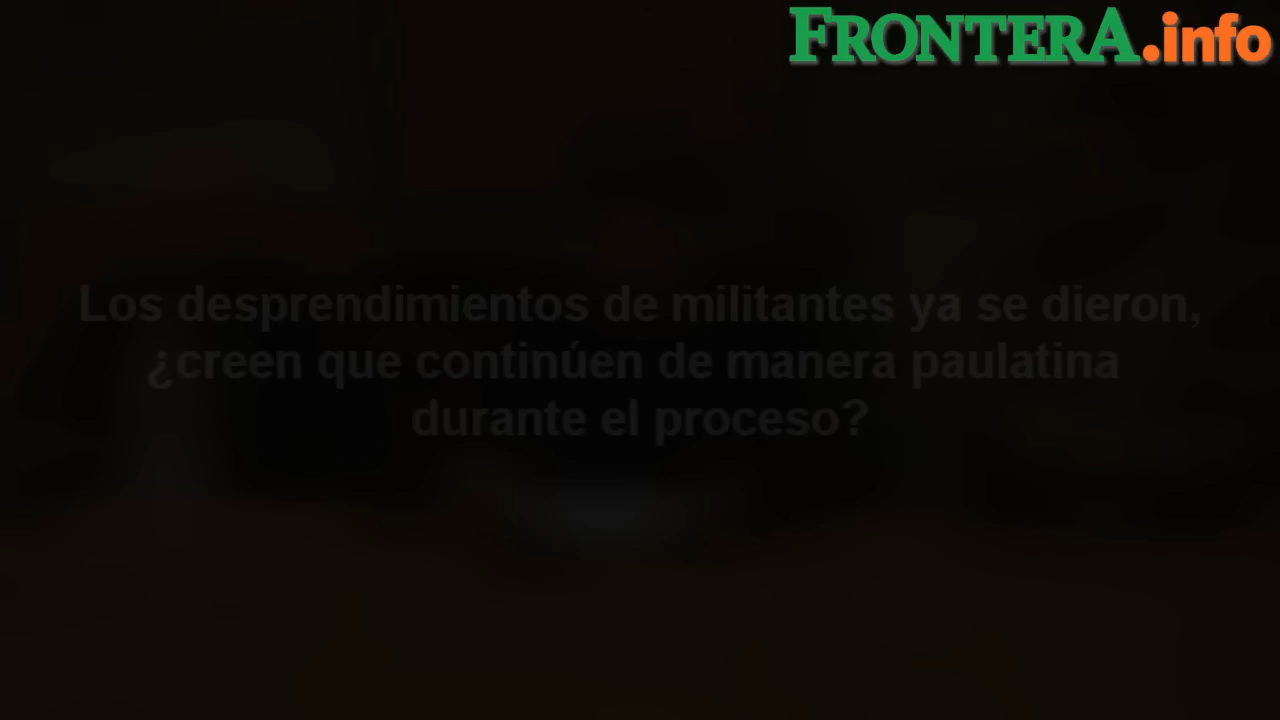 FRONTERA.info
Los desprendimientos de militantes ya se dieron,
¿creen que continúen de manera paulatina
durante el proceso?